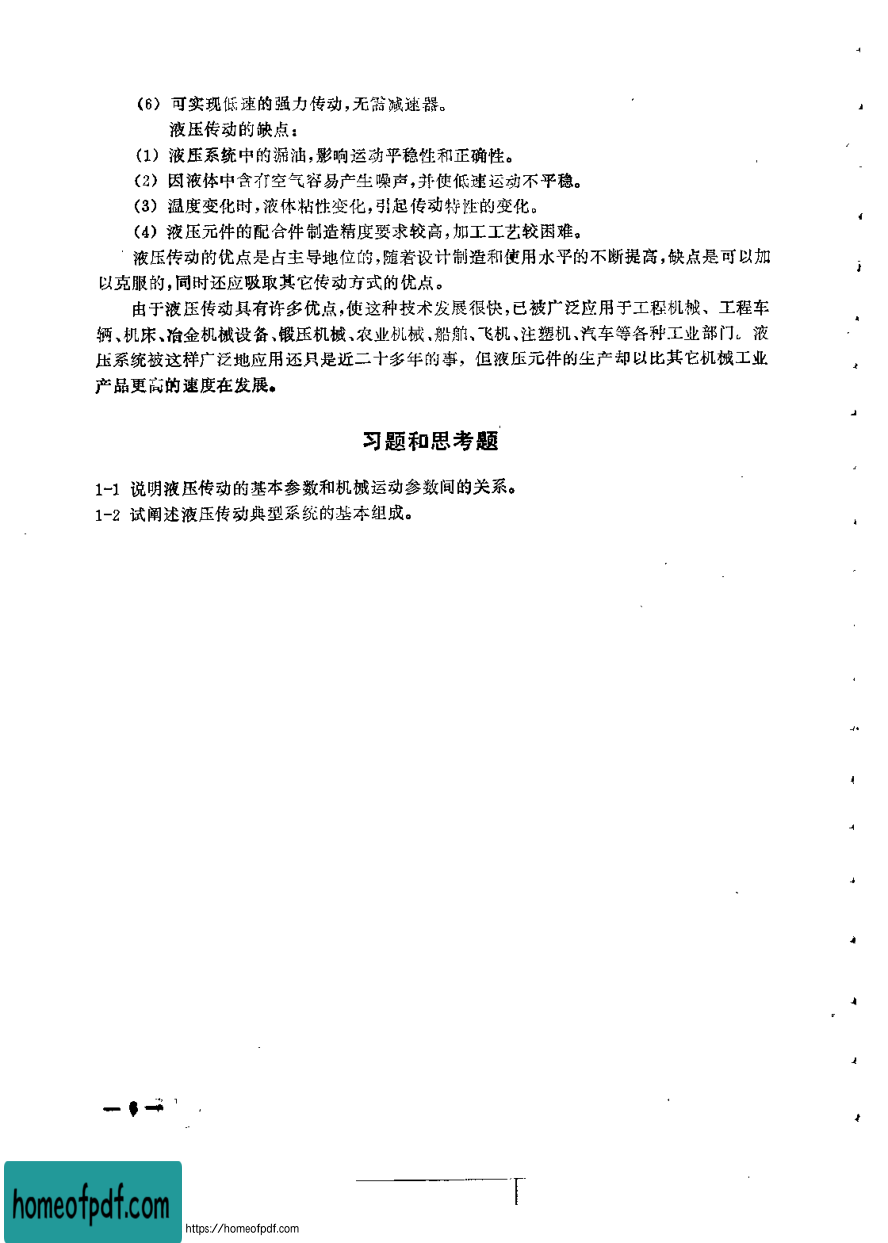 (6) 可实现低速的强力传动,无需减速器。
液压传动的缺点:
(1) 液压系统中的漏油,影响运动平稳性和正确性。
(2) 因液体中含有空气容易产生噪声,并使低速运动不平稳。
(3) 温度变化时,液体粘性变化,引起传动特性的变化。
(4) 液压元件的配合件制造精度要求较高,加工工艺较困难。
液压传动的优点是占主导地位的,随着设计制造和使用水平的不断提高,缺点是可以加
以克服的,同时还应吸取其它传动方式的优点。
由于液压传动具有许多优点,使这种技术发展很快,已被广泛应用于工程机械、工程车
辆、机床、冶金机械设备、锻压机械、农业机械、船舶、飞机、注塑机、汽车等各种工业部门。液
压系统被这样广泛地应用还只是近二十多年的事, 但液压元件的生产却以比其它机械工业
产品更高的速度在发展。
习题和思考题
1-1 说明液压传动的基本参数和机械运动参数间的关系。
1-2 试阐述液压传动典型系统的基本组成。
homeofpdf.com
https://homeofpdf.com